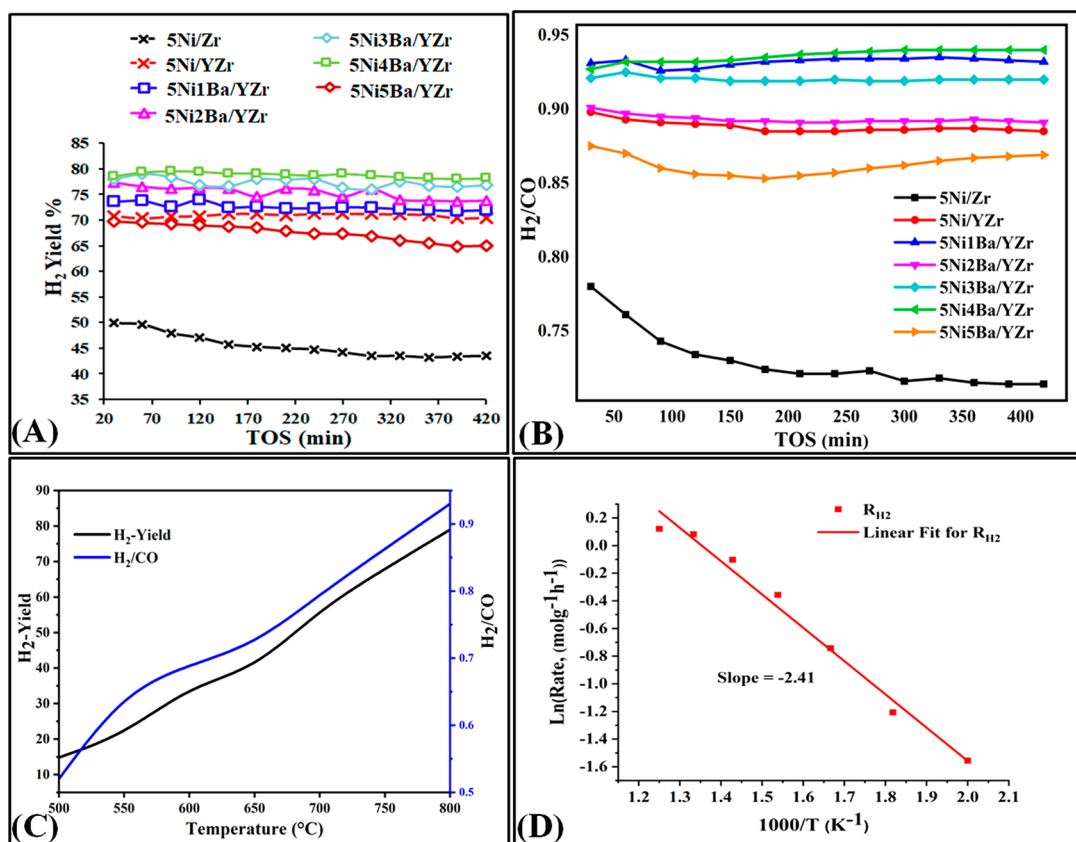 5Ni/Zr
5Ni3Ba/YZr
5Ni/YZr
5Ni4Ba/YZr
5Ni1Ba/YZr
5Ni5Ba/YZr
5Ni2Ba/YZr
85
80
75
70
65
60
55
50
45
40
35
H2 Yield %
20 70 120 170 220 270 320 370 420
TOS (min)
(A)
0.95
0.90
0.85
0.80
0.75
H2/CO
5Ni/Zr
5Ni/YZr
5Ni1Ba/YZr
5Ni2Ba/YZr
5Ni3Ba/YZr
5Ni4Ba/YZr
5Ni5Ba/YZr
50 100 150 200 250 300 350 400
TOS (min)
(B)
90
80
70
60
50
40
30
20
10
H2-Yield
H2-Yield
H2/CO
0.9
0.8
0.7
0.6
0.5
H2/CO
500 550 600 650 700 750 800
Temperature (°C)
(C)
0.2
0.0
-0.2
-0.4
-0.6
-0.8
-1.0
-1.2
-1.4
-1.6
Ln(Rate, (molg-1h-1))
RH2
Linear Fit for RH2
Slope = -2.41
1.2 1.3 1.4 1.5 1.6 1.7 1.8 1.9 2.0 2.1
1000/T (K-1)
(D)